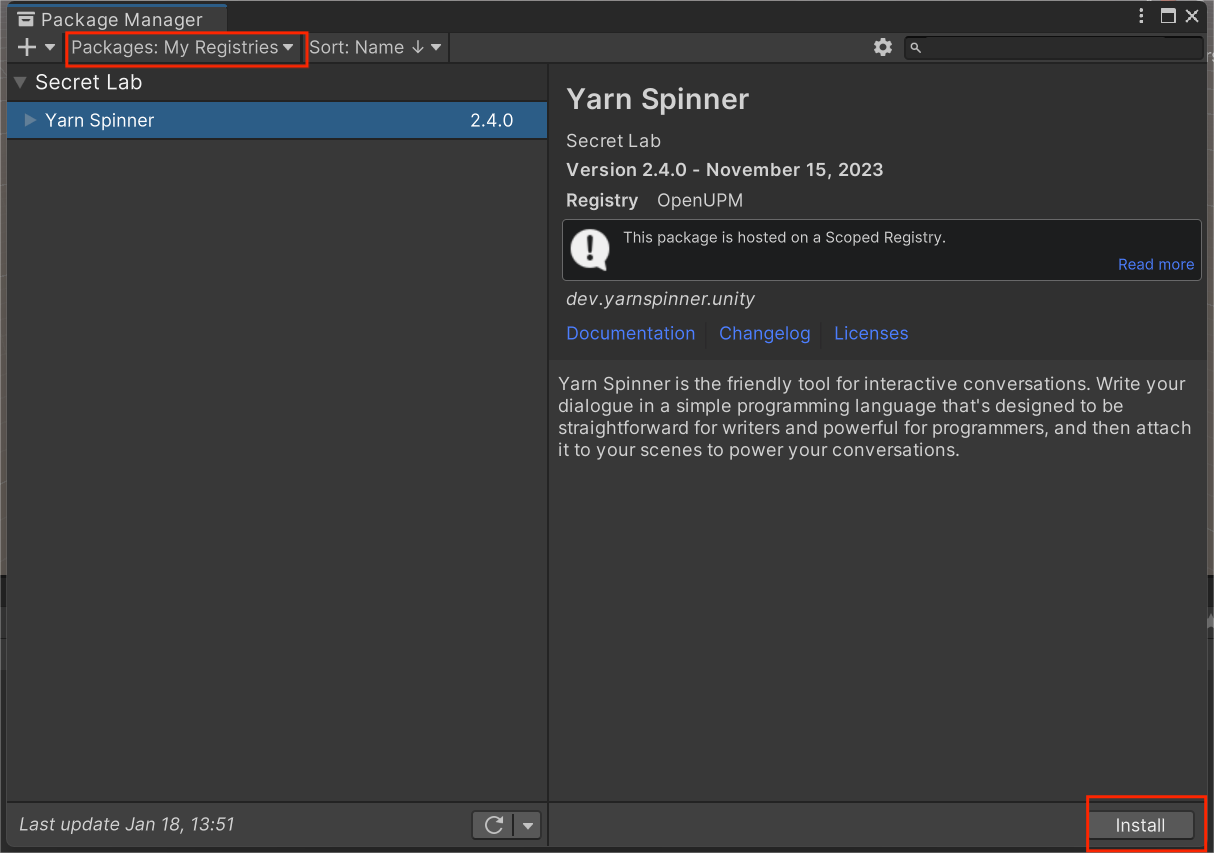 Package Manager
Packages: My Registries
Sort: Name ↓
Secret Lab
Yarn Spinner 2.4.0
Yarn Spinner
Secret Lab
Version 2.4.0 - November 15, 2023
Registry OpenUPM
This package is hosted on a Scoped Registry.
Read more
dev.yarnspinner.unity
Documentation Changelog Licenses
Yarn Spinner is the friendly tool for interactive conversations. Write your
dialogue in a simple programming language that's designed to be
straightforward for writers and powerful for programmers, and then attach
it to your scenes to power your conversations.
Last update Jan 18, 13:51
Install